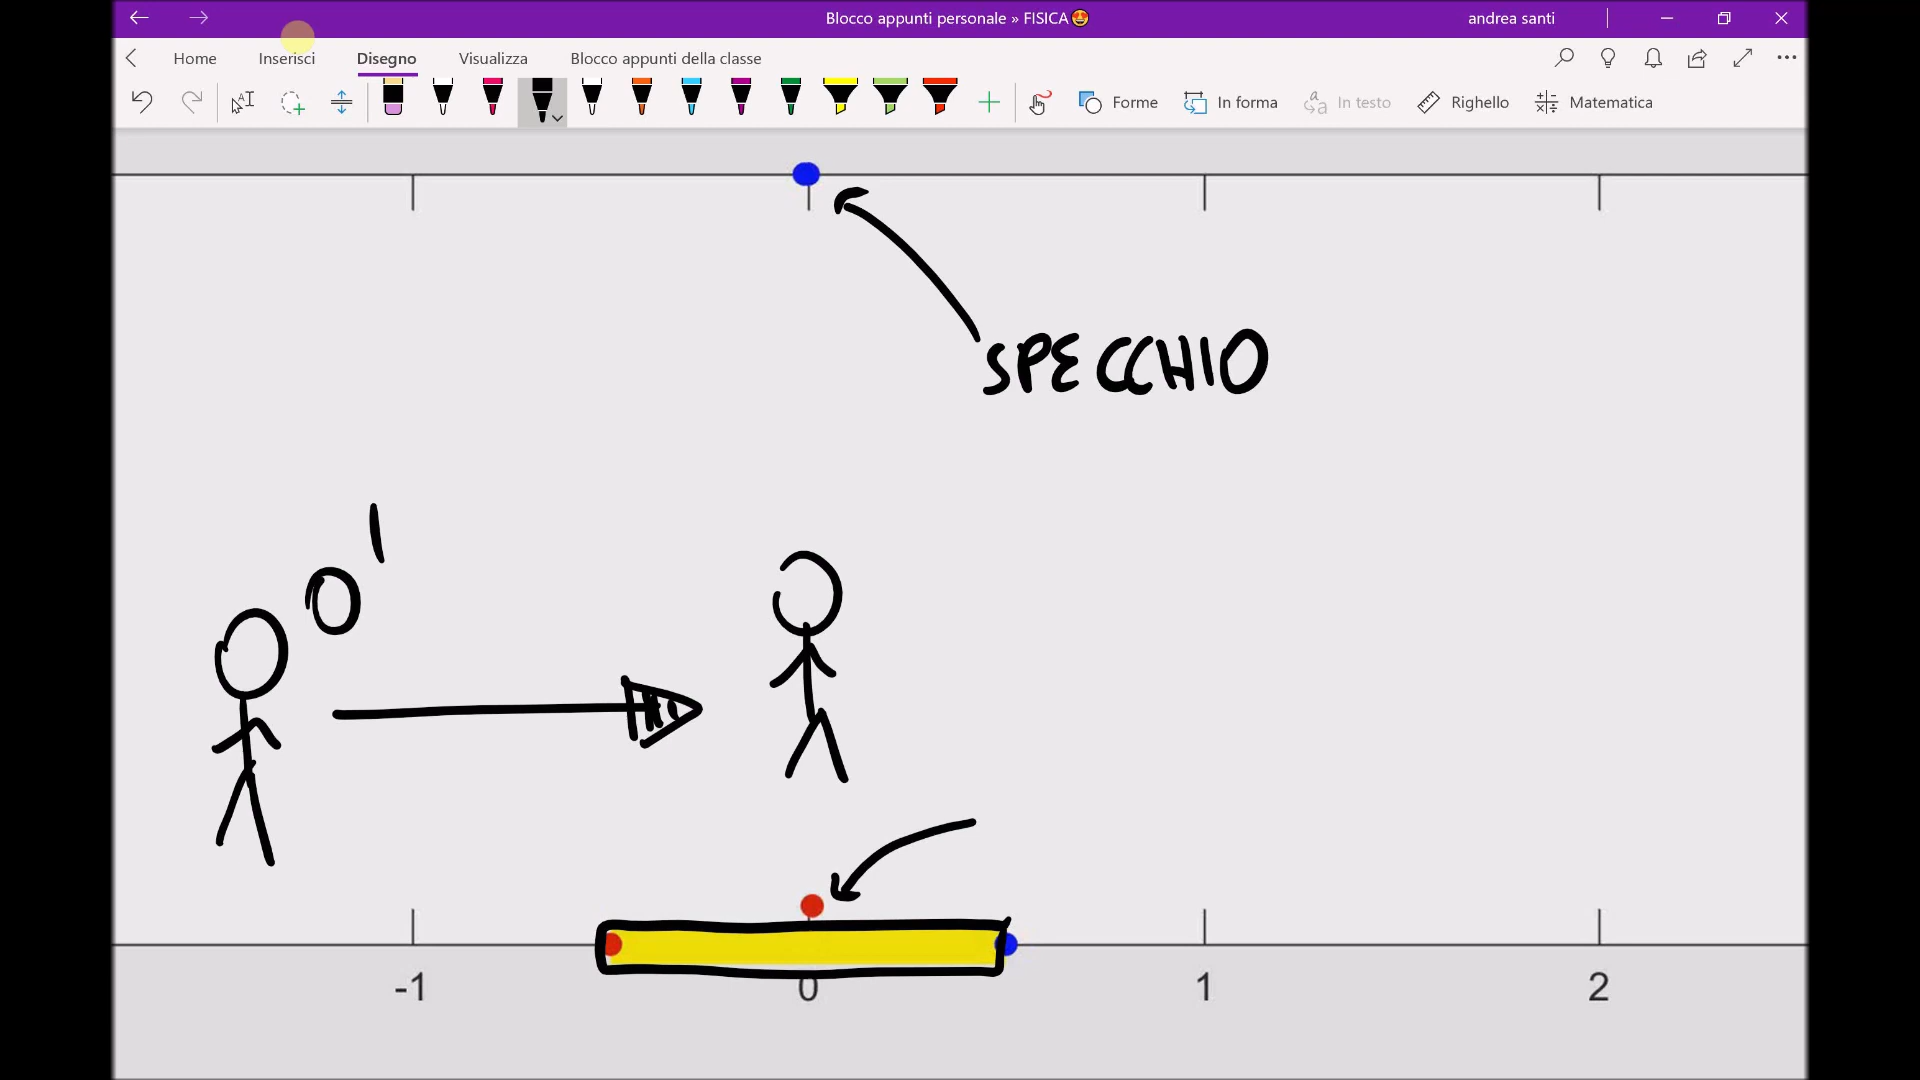 Blocco appunti personale » FISICA😍
andrea santi
Home Inserisci Disegno Visualizza Blocco appunti della classe
Forme In forma In testo Righello Matematica
SPECCHIO
O'
-1 0 1 2